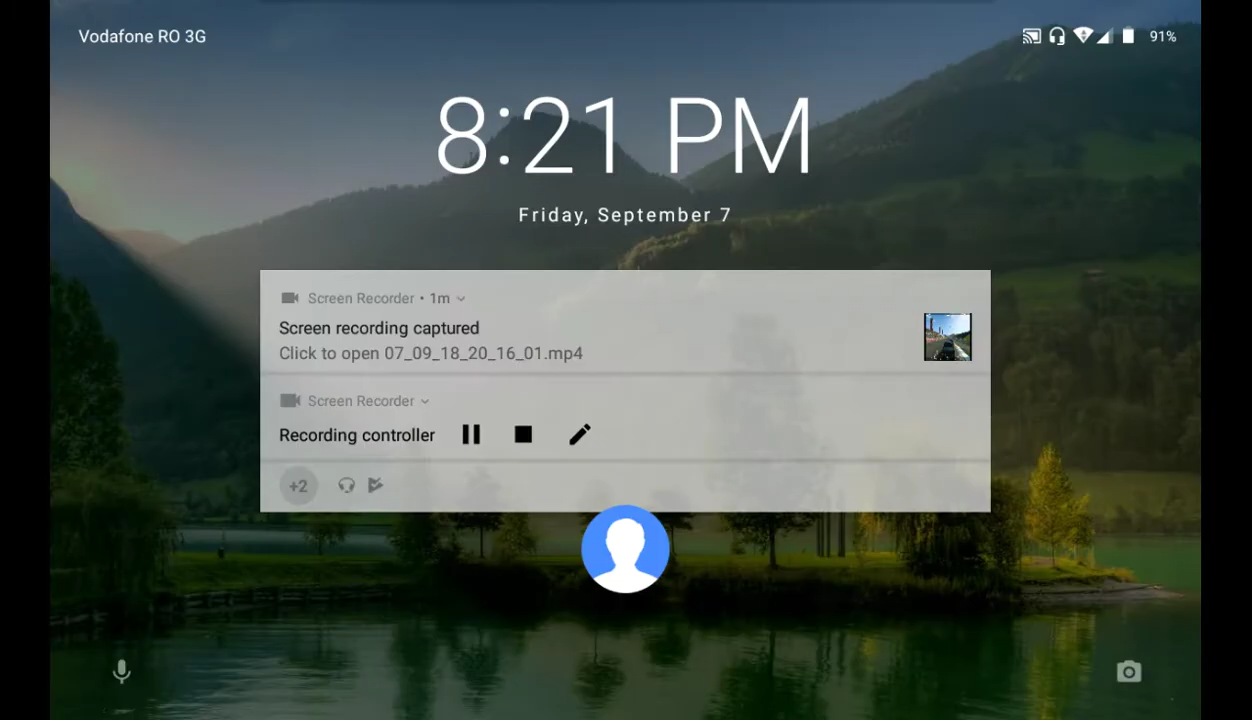 Vodafone RO 3G
91%
8:21 PM
Friday, September 7
Screen Recorder • 1m
Screen recording captured
Click to open 07_09_18_20_16_01.mp4
Screen Recorder
Recording controller
+2